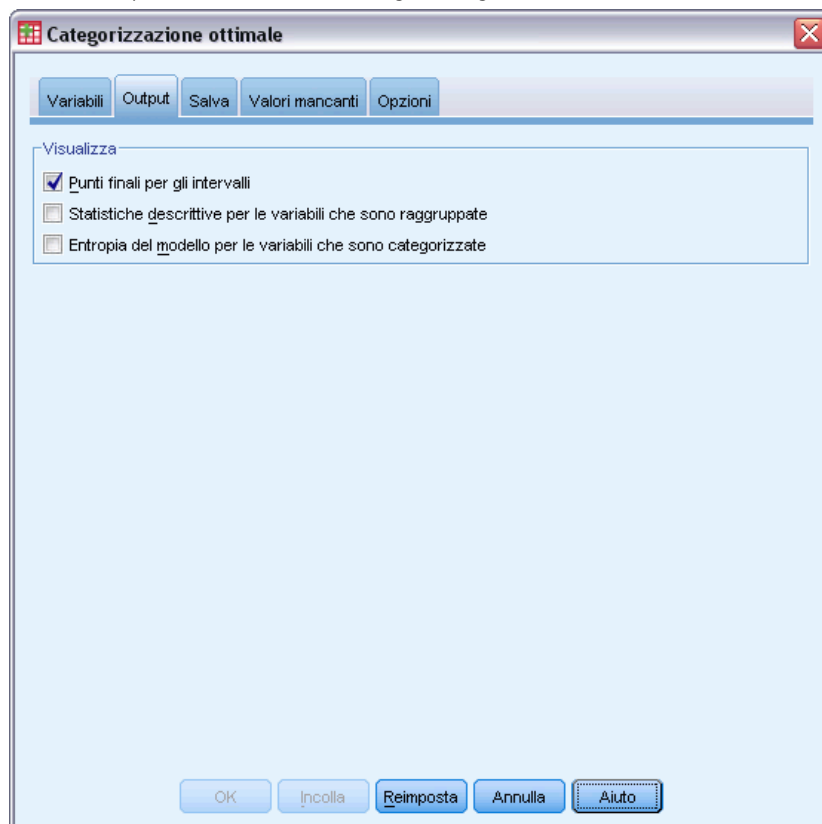 Categorizzazione ottimale
Variabili Output Salva Valori mancanti Opzioni
Visualizza
Punti finali per gli intervalli
Statistiche descrittive per le variabili che sono raggruppate
Entropia del modello per le variabili che sono categorizzate
OK Incolla Reimposta Annulla Aiuto